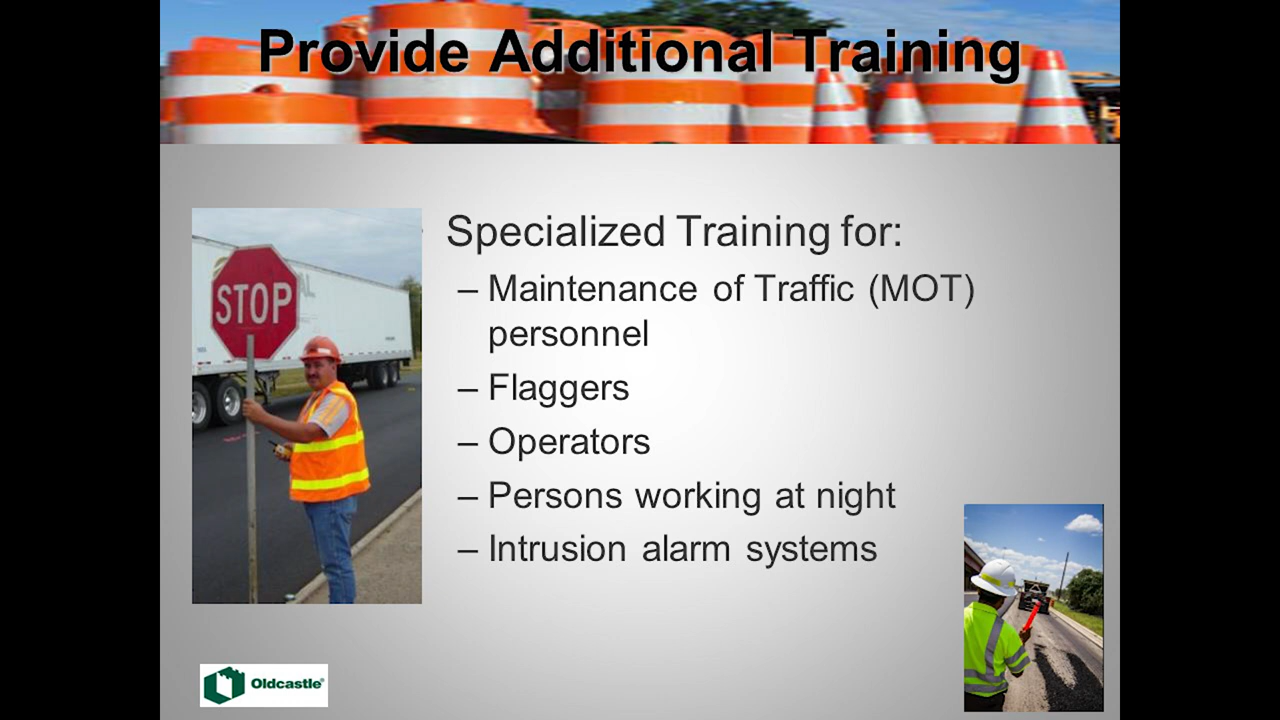 Provide Additional Training
STOP
Specialized Training for:
– Maintenance of Traffic (MOT)
personnel
– Flaggers
– Operators
– Persons working at night
– Intrusion alarm systems
Oldcastle®